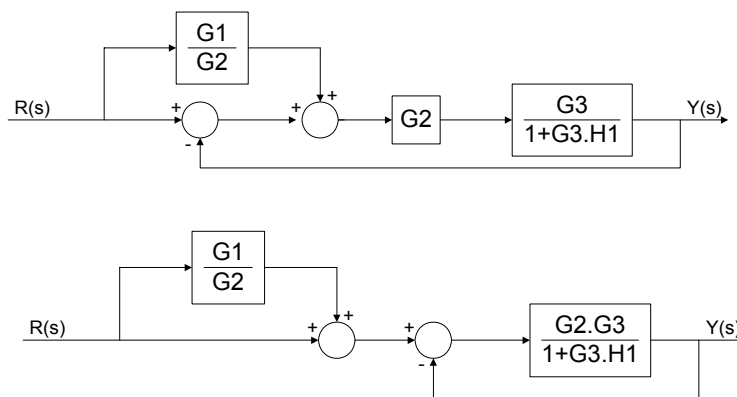 G1
G2
+
R(s)
+
+
G2
G3
1+G3.H1
Y(s)
-
G1
G2
+
R(s)
+
+
G2.G3
1+G3.H1
Y(s)
-